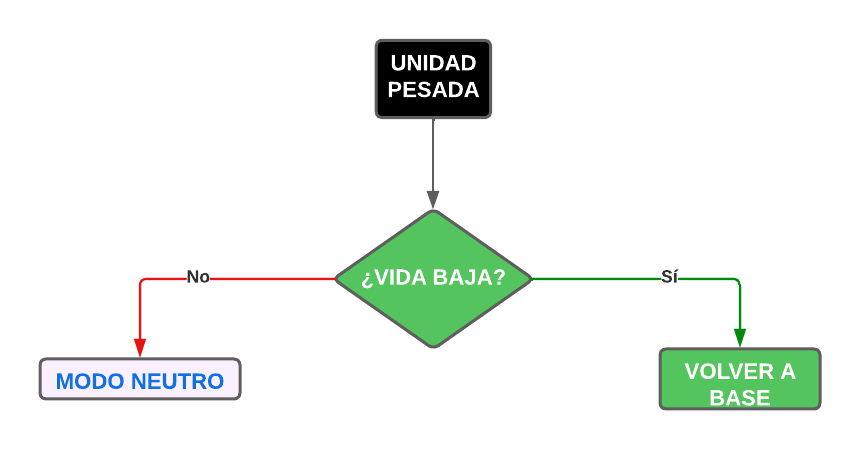 UNIDAD
PESADA
¿VIDA BAJA?
No
Sí
MODO NEUTRO
VOLVER A
BASE